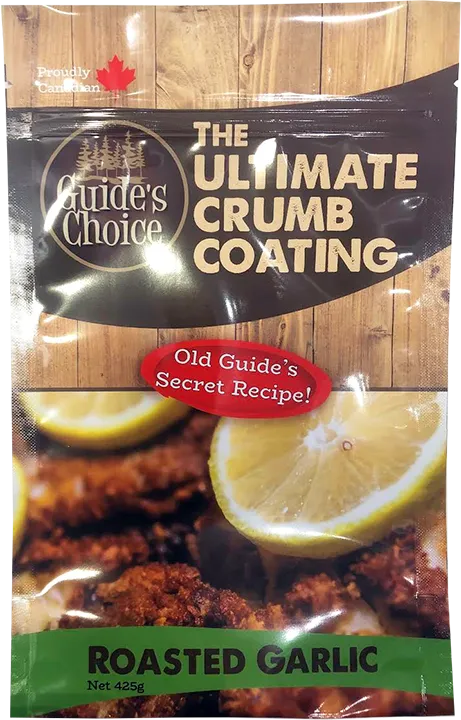 Proudly
Canadian
Guide's
Choice
THE
ULTIMATE
CRUMB
COATING
Old Guide's
Secret Recipe!
ROASTED GARLIC
Net 425g